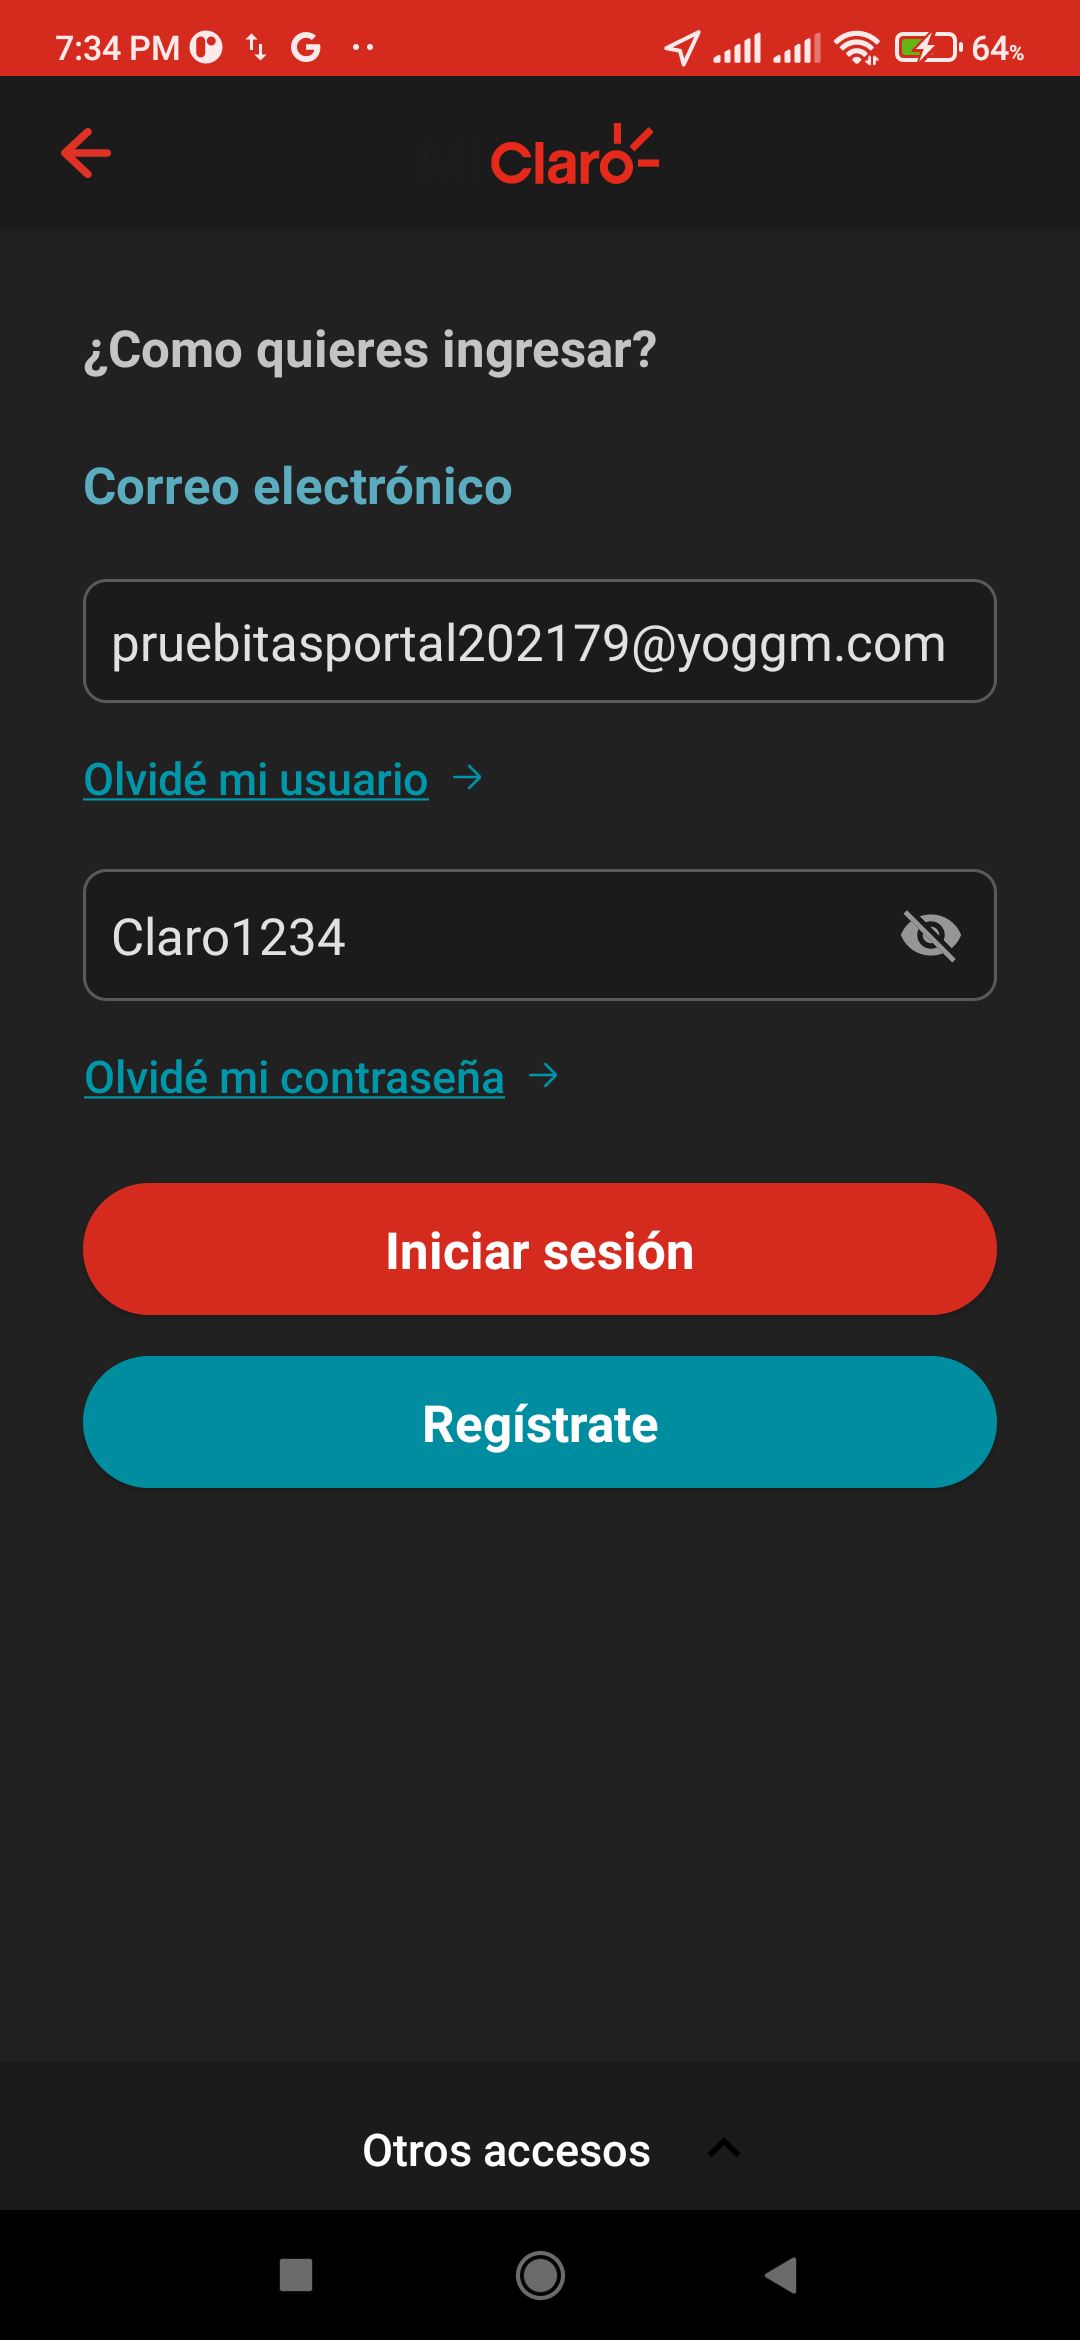 7:34 PM
64%
Mi Claro
¿Como quieres ingresar?
Correo electrónico
pruebitasportal202179@yoggm.com
Olvidé mi usuario
Claro1234
Olvidé mi contraseña
Iniciar sesión
Regístrate
Otros accesos